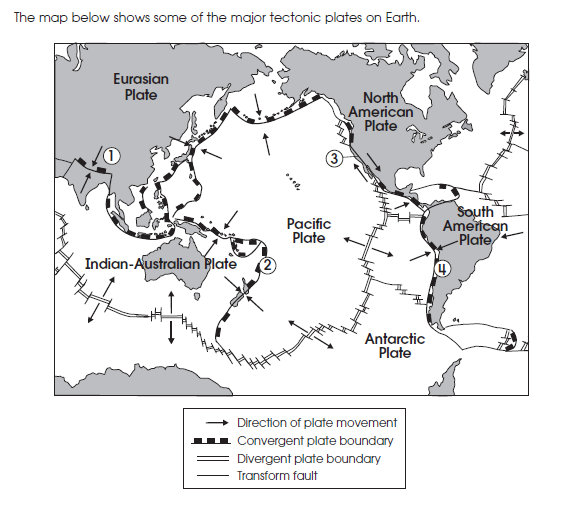 The map below shows some of the major tectonic plates on Earth.
Eurasian
Plate
North
American
Plate
1
3
South
American
Plate
Pacific
Plate
Indian-Australian Plate
2
4
Antarctic
Plate
Direction of plate movement
Convergent plate boundary
Divergent plate boundary
Transform fault